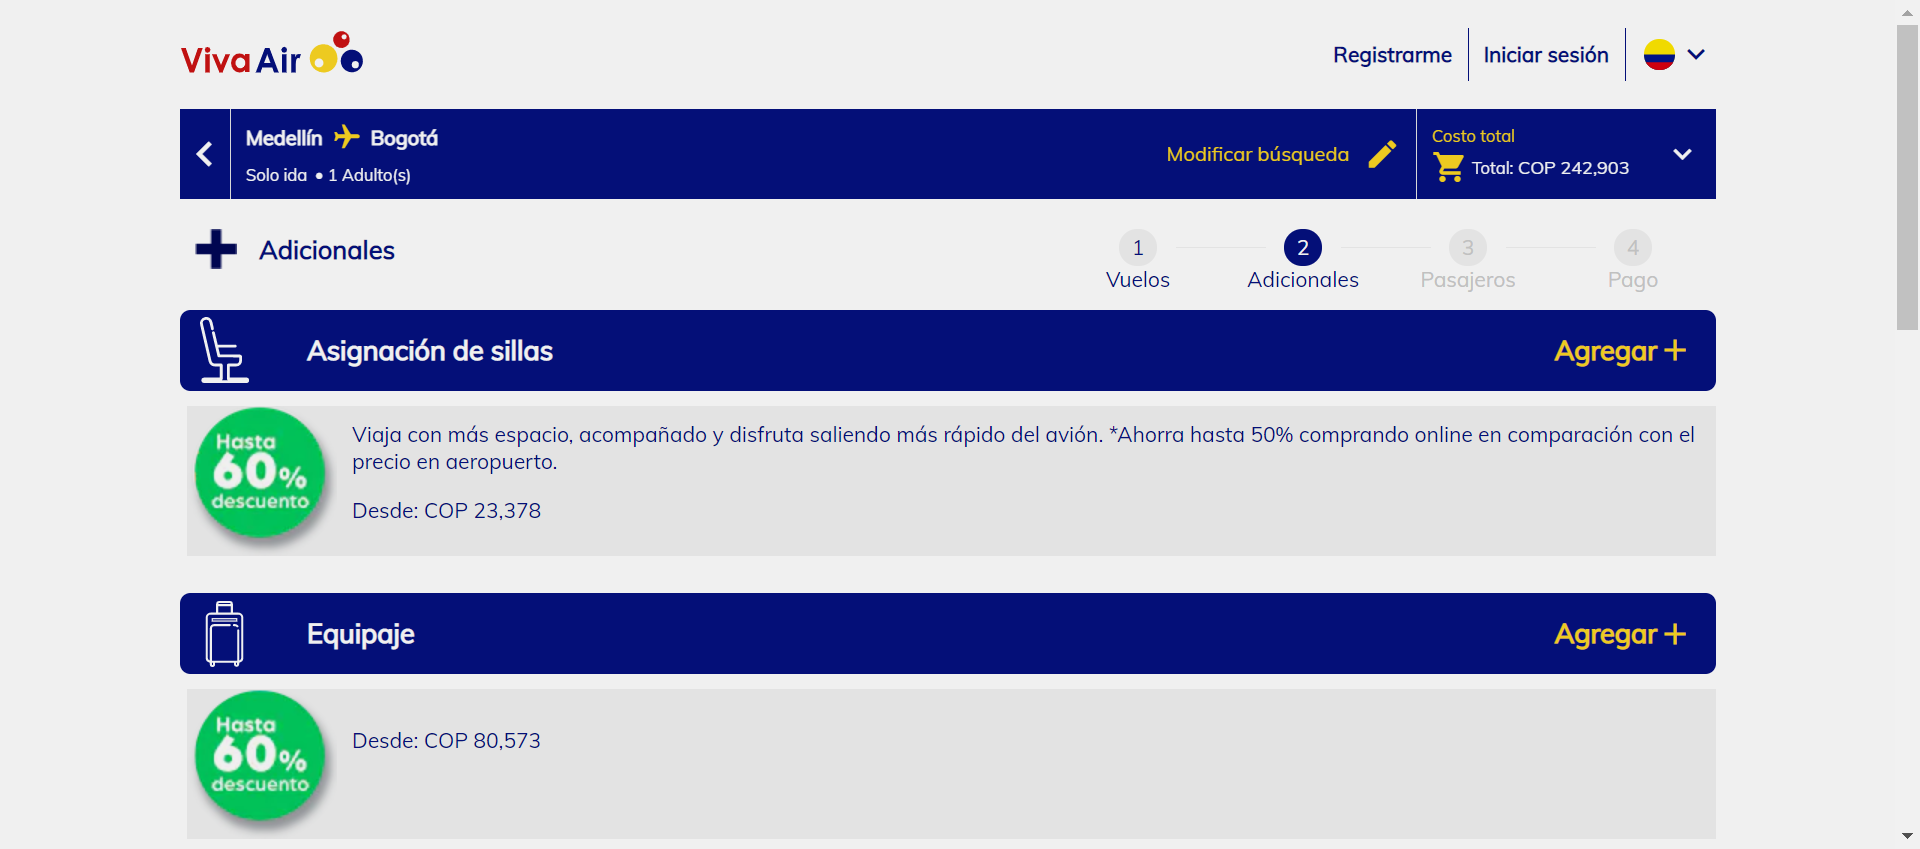 Viva Air
Registrarme
Iniciar sesión
Medellín Bogotá
Solo ida • 1 Adulto(s)
Modificar búsqueda
Costo total
Total: COP 242,903
Adicionales
1
Vuelos
2
Adicionales
3
Pasajeros
4
Pago
Asignación de sillas
Agregar +
Hasta
60%
descuento
Viaja con más espacio, acompañado y disfruta saliendo más rápido del avión. *Ahorra hasta 50% comprando online en comparación con el
precio en aeropuerto.
Desde: COP 23,378
Equipaje
Agregar +
Hasta
60%
descuento
Desde: COP 80,573